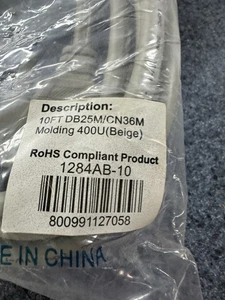 Description:
10FT DB25M/CN36M
Molding 400U(Beige)
RoHS Compliant Product
1284AB-10
800991127058
E IN CHINA